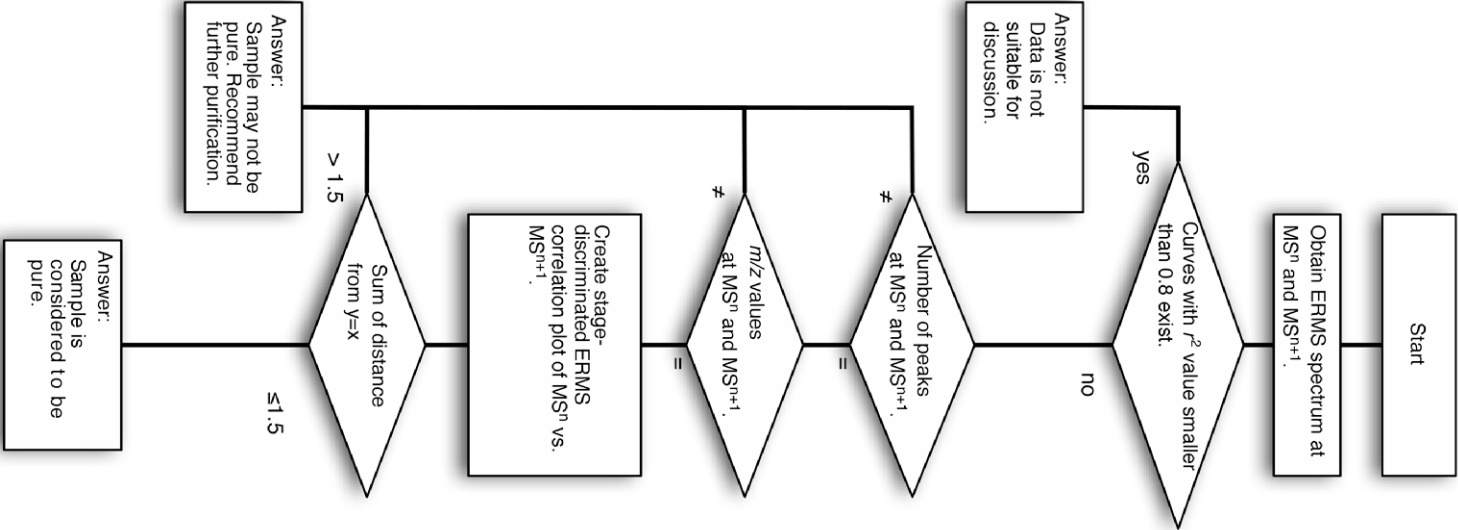 Start
Obtain ERMS spectrum at
MSⁿ and MSⁿ⁺¹.
Curves with r² value smaller
than 0.8 exist.
yes
no
Answer:
Data is not
suitable for
discussion.
Number of peaks
at MSⁿ and MSⁿ⁺¹.
≠
=
m/z values
at MSⁿ and MSⁿ⁺¹.
≠
=
Create stage-
discriminated ERMS
correlation plot of MSⁿ vs.
MSⁿ⁺¹.
Sum of distance
from y=x
> 1.5
≤1.5
Answer:
Sample may not be
pure. Recommend
further purification.
Answer:
Sample is
considered to be
pure.